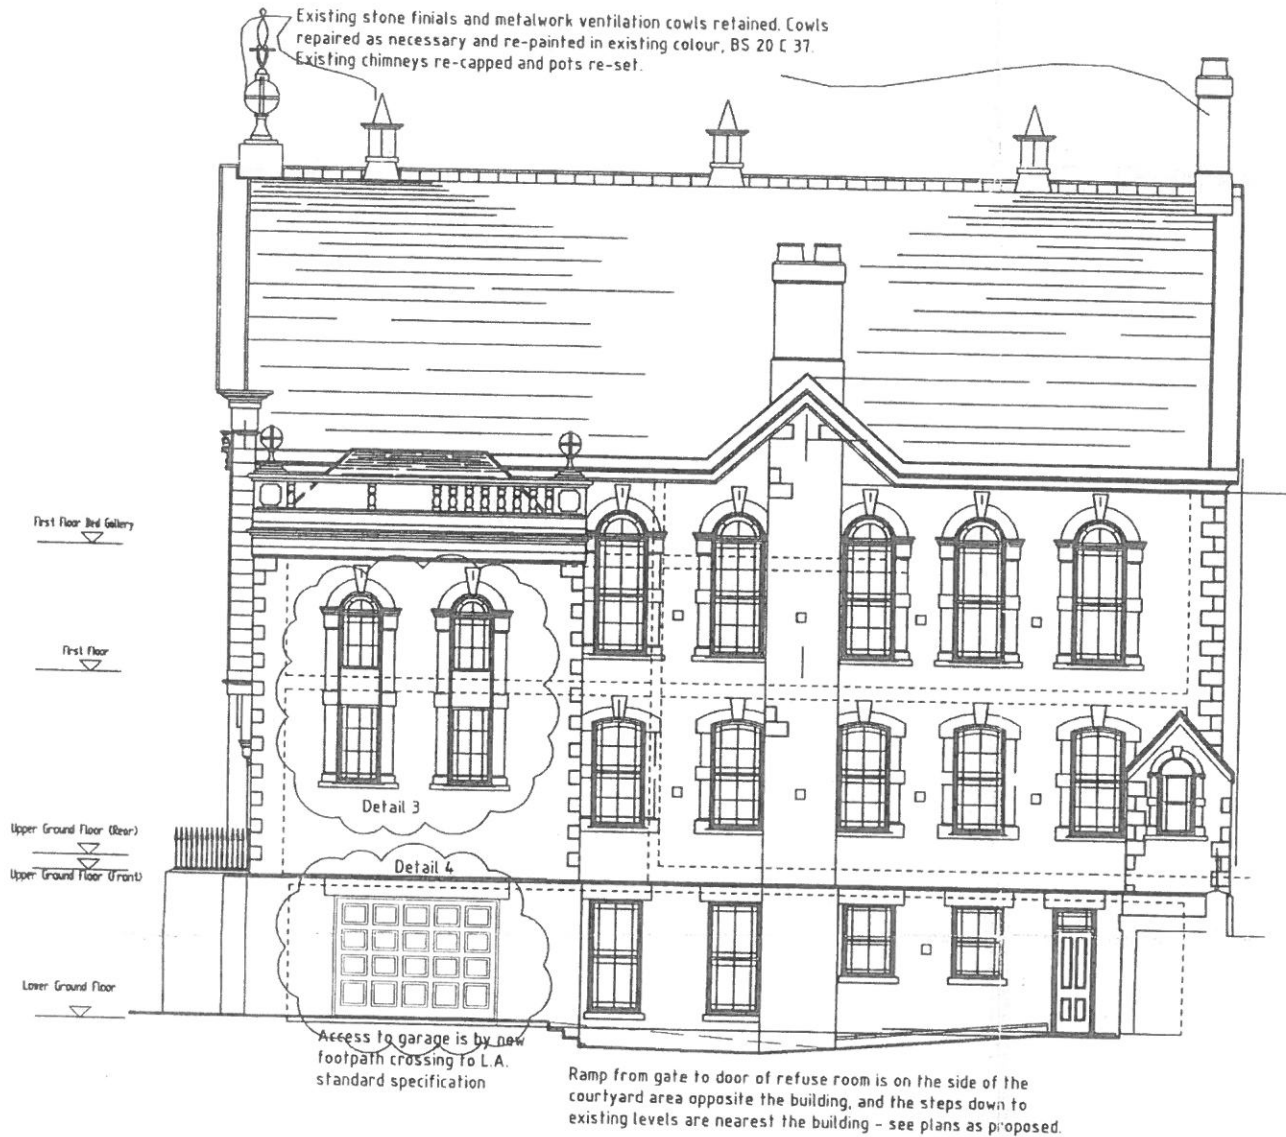 Existing stone finials and metalwork ventilation cowls retained. Cowls
repaired as necessary and re-painted in existing colour, BS 20 C 37.
Existing chimneys re-capped and pots re-set.
First Floor Bed Gallery
First Floor
Detail 3
Upper Ground Floor (Rear)
Detail 4
Upper Ground Floor (Front)
Lower Ground Floor
Access to garage is by new
footpath crossing to L.A.
standard specification
Ramp from gate to door of refuse room is on the side of the
courtyard area opposite the building, and the steps down to
existing levels are nearest the building - see plans as proposed.